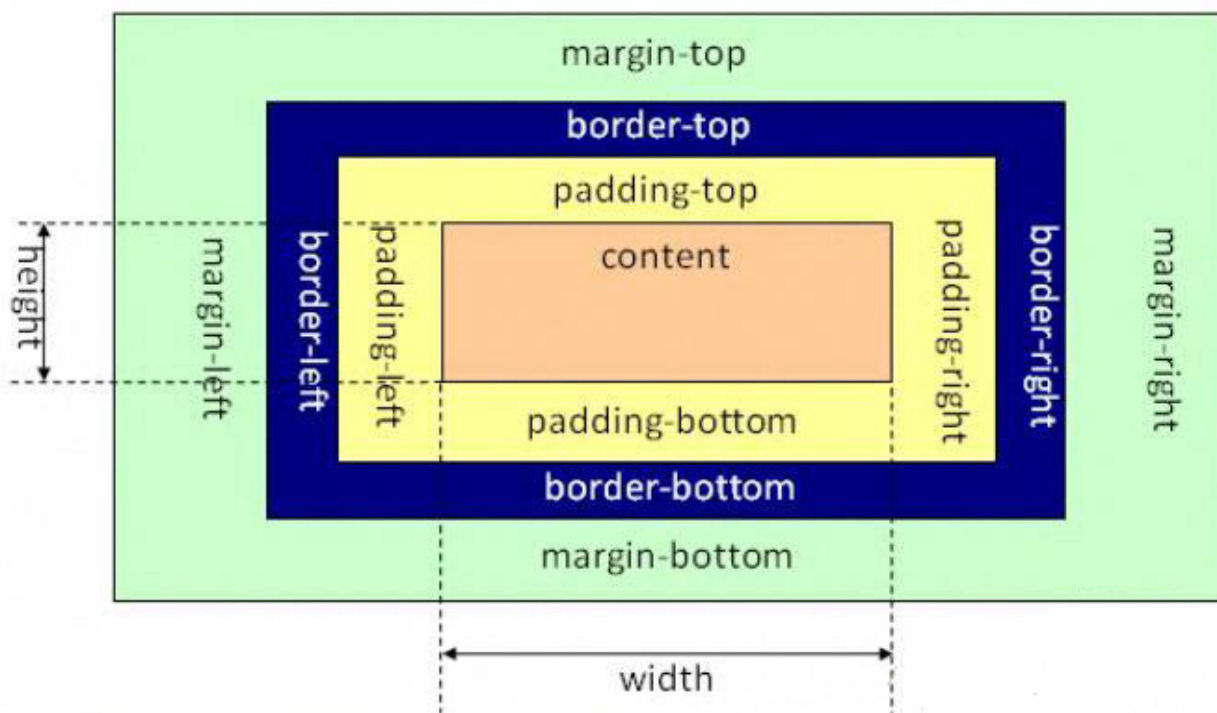 margin-top
border-top
padding-top
content
height
margin-left
border-left
padding-left
padding-right
border-right
margin-right
padding-bottom
border-bottom
margin-bottom
width